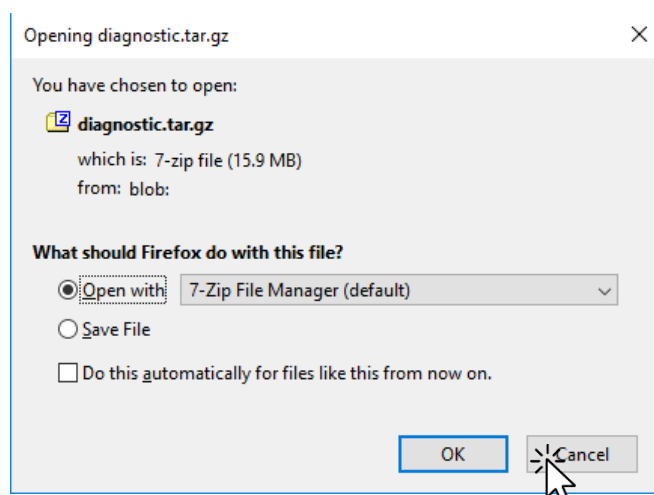 Opening diagnostic.tar.gz
You have chosen to open:
diagnostic.tar.gz
which is: 7-zip file (15.9 MB)
from: blob:
What should Firefox do with this file?
Open with 7-Zip File Manager (default)
Save File
Do this automatically for files like this from now on.
OK Cancel